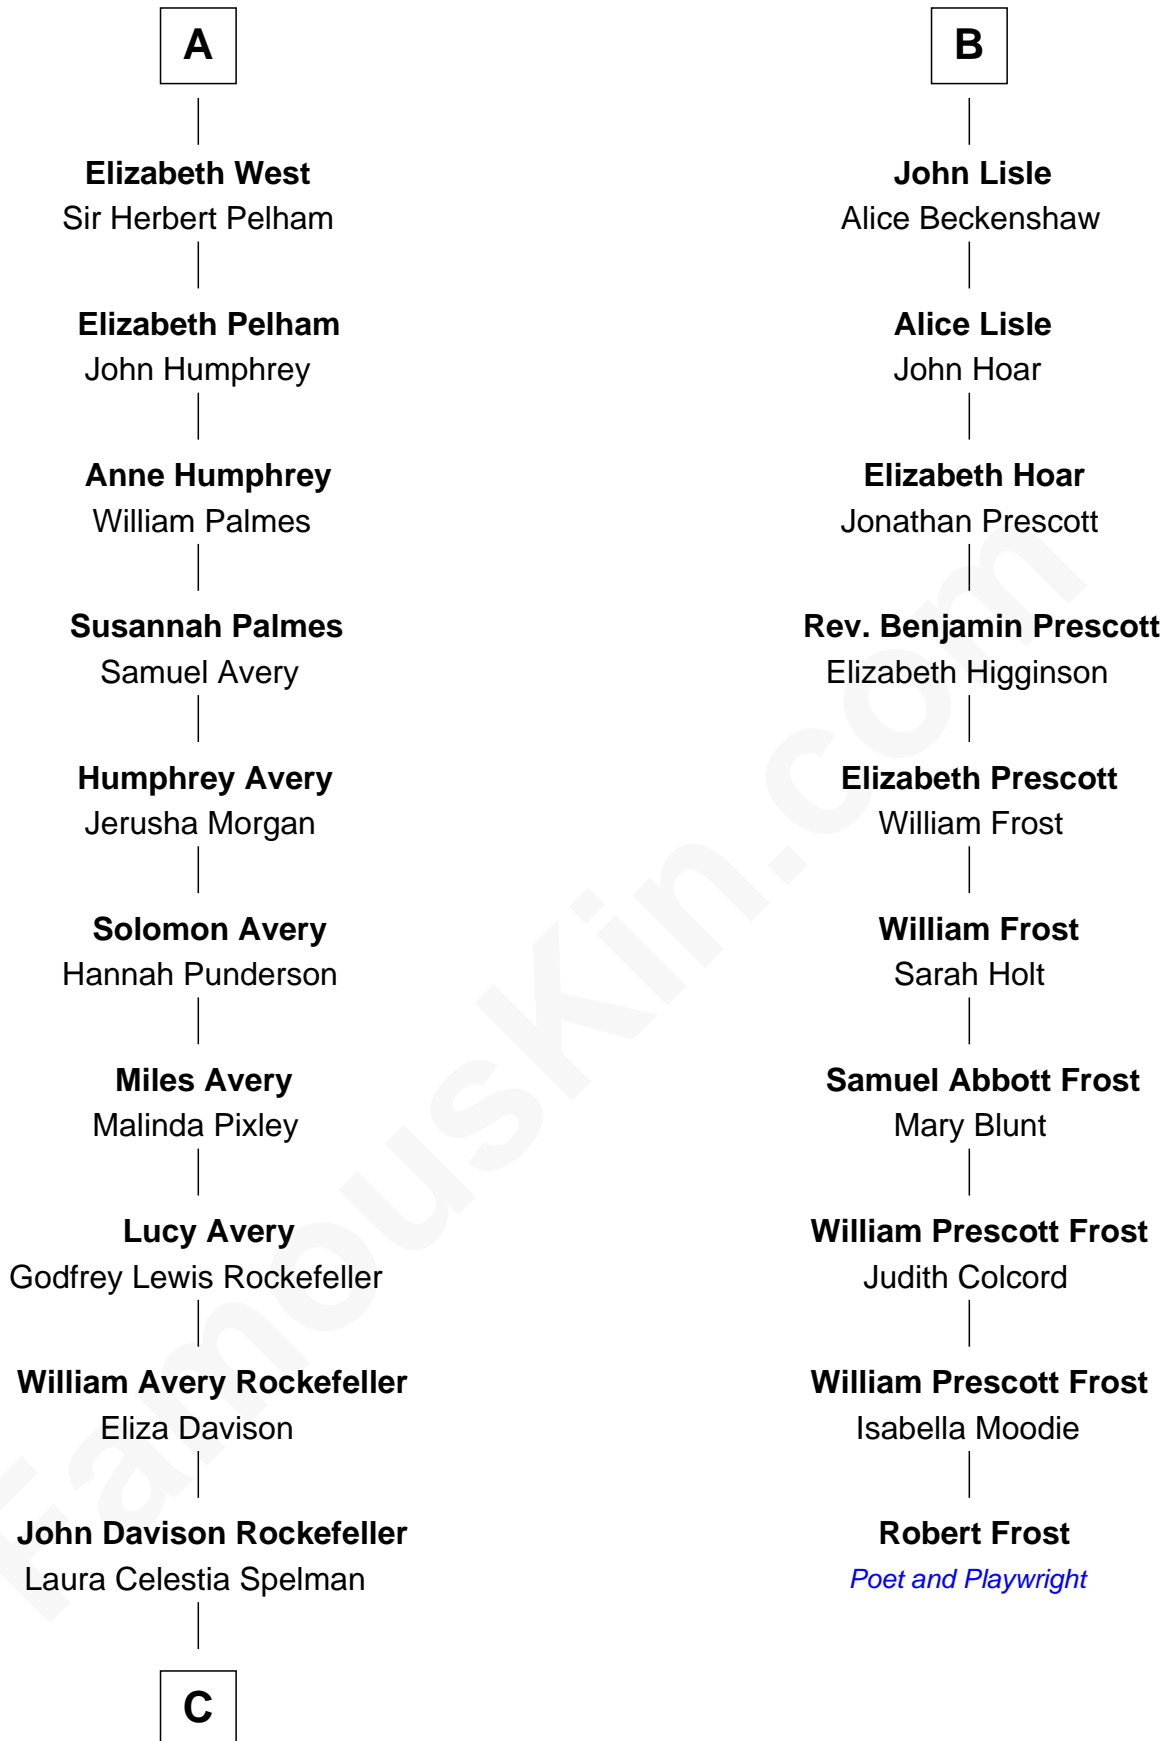 A
Elizabeth West
Sir Herbert Pelham
Elizabeth Pelham
John Humphrey
Anne Humphrey
William Palmes
Susannah Palmes
Samuel Avery
Humphrey Avery
Jerusha Morgan
Solomon Avery
Hannah Punderson
Miles Avery
Malinda Pixley
Lucy Avery
Godfrey Lewis Rockefeller
William Avery Rockefeller
Eliza Davison
John Davison Rockefeller
Laura Celestia Spelman
C
B
John Lisle
Alice Beckenshaw
Alice Lisle
John Hoar
Elizabeth Hoar
Jonathan Prescott
Rev. Benjamin Prescott
Elizabeth Higginson
Elizabeth Prescott
William Frost
William Frost
Sarah Holt
Samuel Abbott Frost
Mary Blunt
William Prescott Frost
Judith Colcord
William Prescott Frost
Isabella Moodie
Robert Frost
Poet and Playwright
FamousKin.com